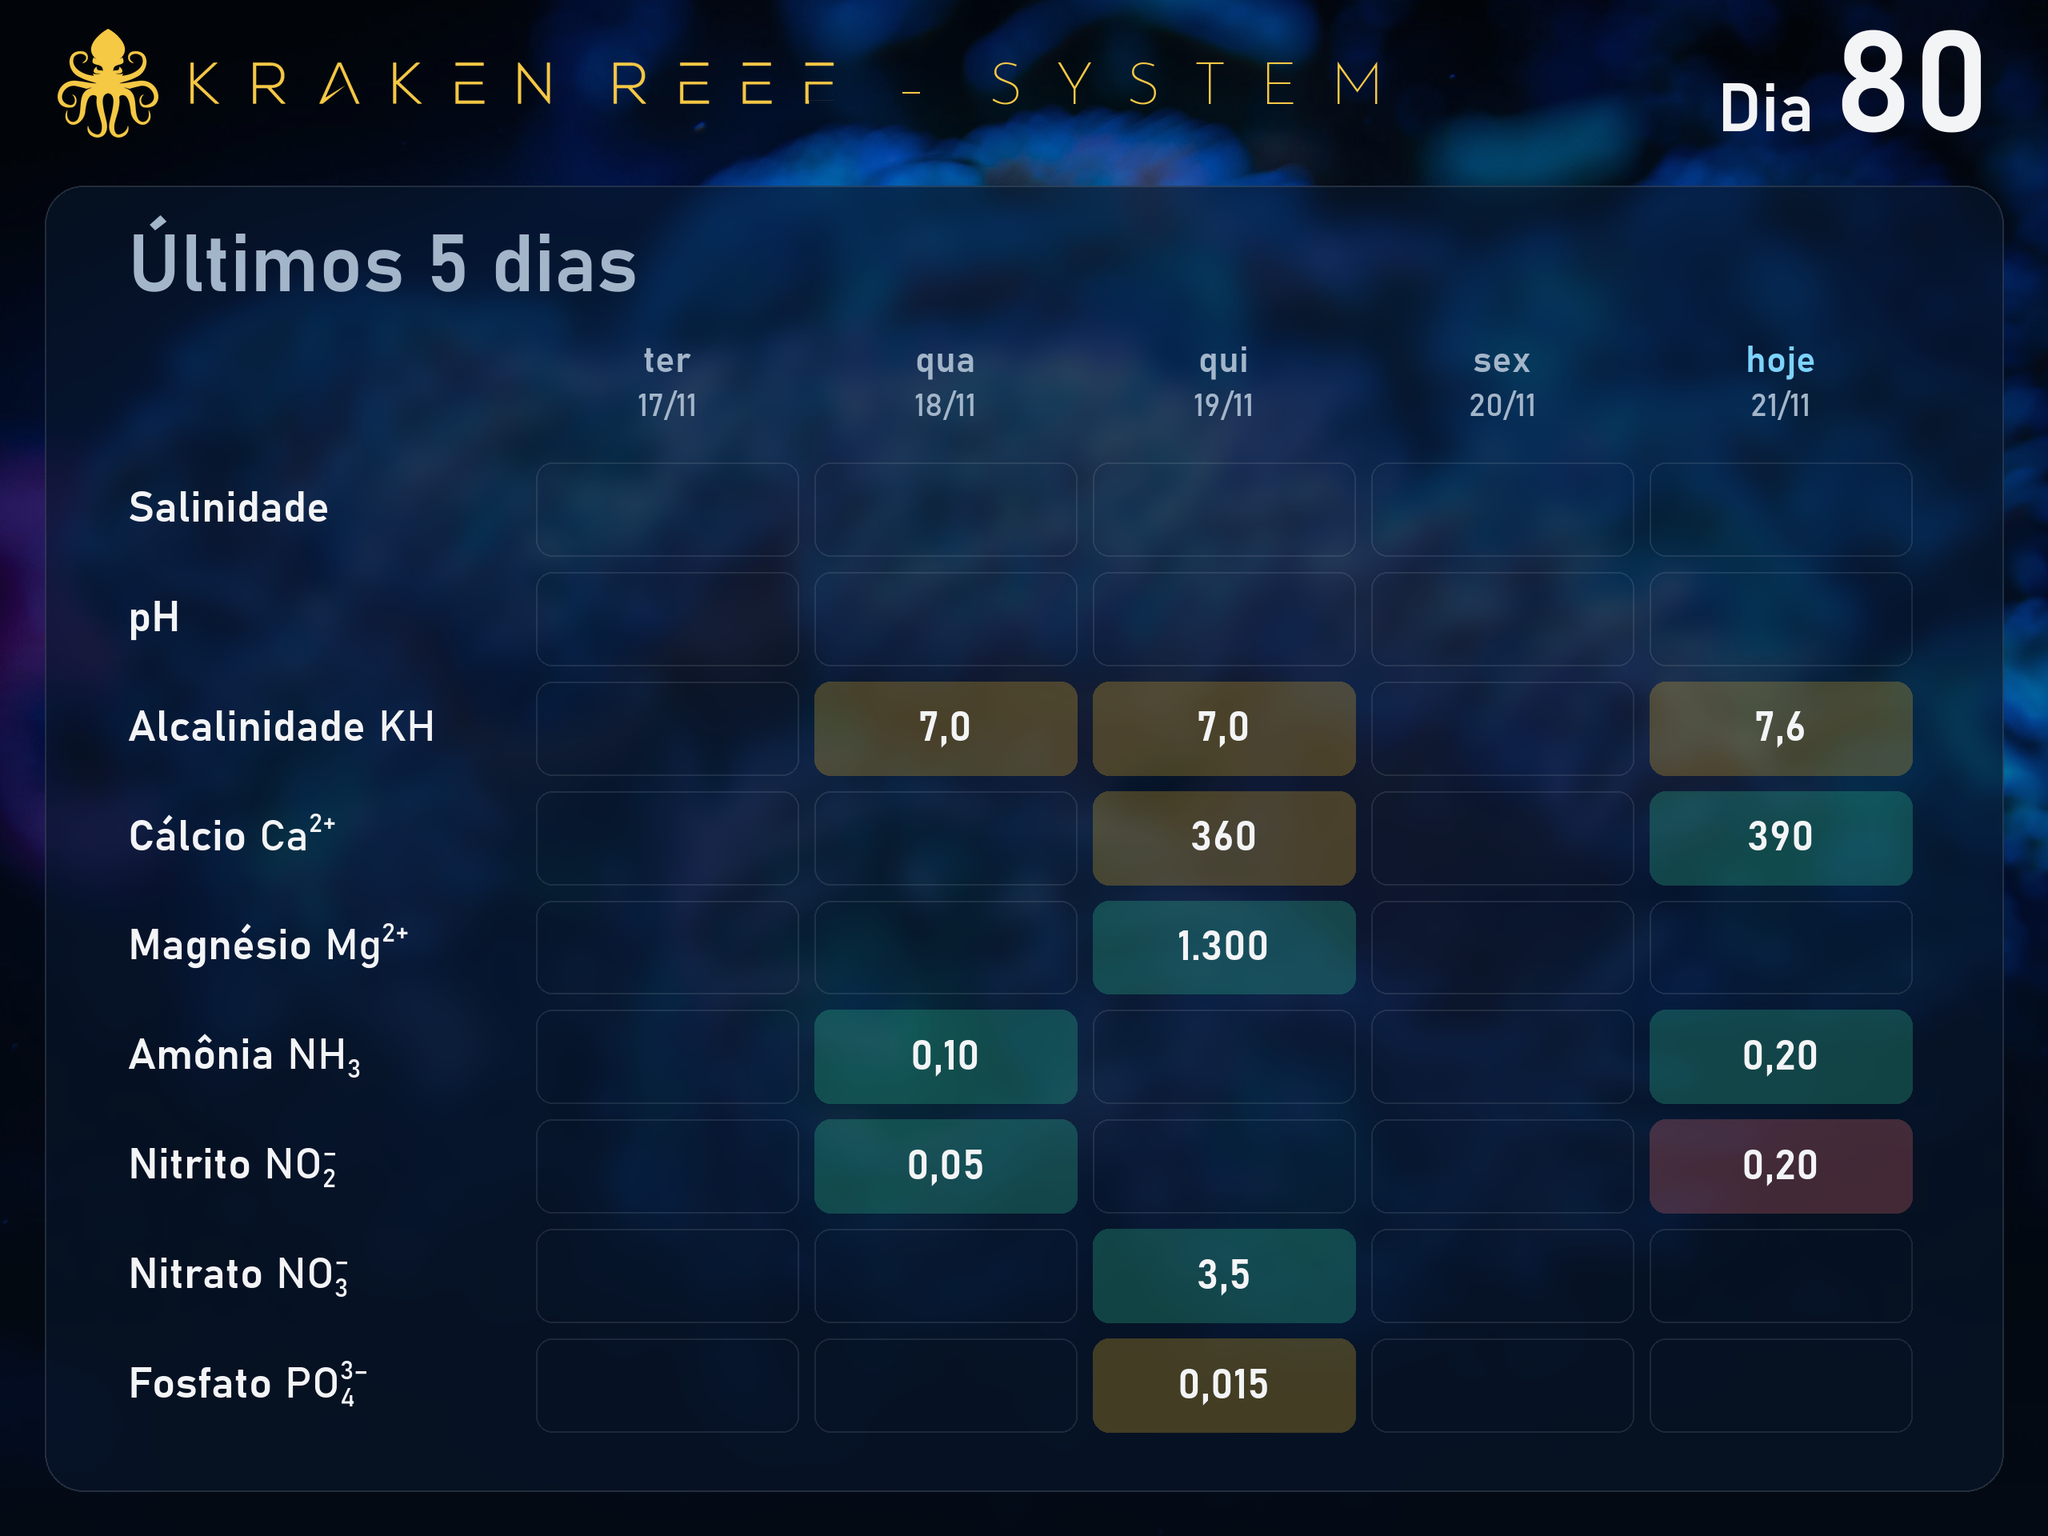 KRAKEN REEF - SYSTEM
Dia 80
Últimos 5 dias
ter qua qui sex hoje
17/11 18/11 19/11 20/11 21/11
Salinidade
pH
Alcalinidade KH 7,0 7,0 7,6
Cálcio Ca²⁺ 360 390
Magnésio Mg²⁺ 1.300
Amônia NH₃ 0,10 0,20
Nitrito NO₂⁻ 0,05 0,20
Nitrato NO₃⁻ 3,5
Fosfato PO₄³⁻ 0,015